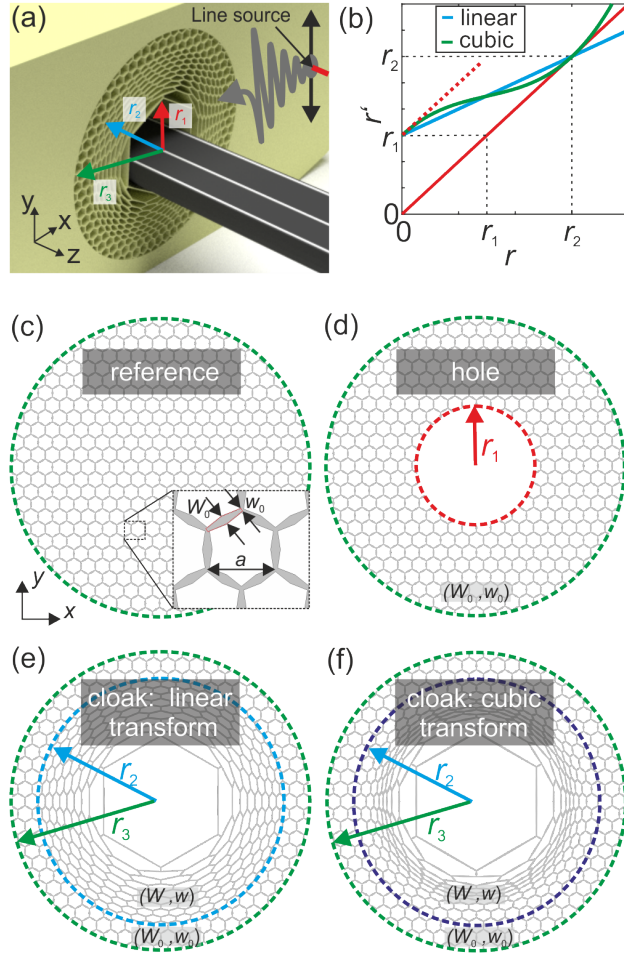 (a)
Line source
r₂
r₁
r₃
y
x
z
(b)
linear
cubic
r₂
r‘
r₁
0
0
r₁
r₂
r
(c)
reference
W₀
w₀
a
y
x
(d)
hole
r₁
(W₀,w₀)
(e)
cloak: linear
transform
r₂
r₃
(W,w)
(W₀,w₀)
(f)
cloak: cubic
transform
r₂
r₃
(W,w)
(W₀,w₀)